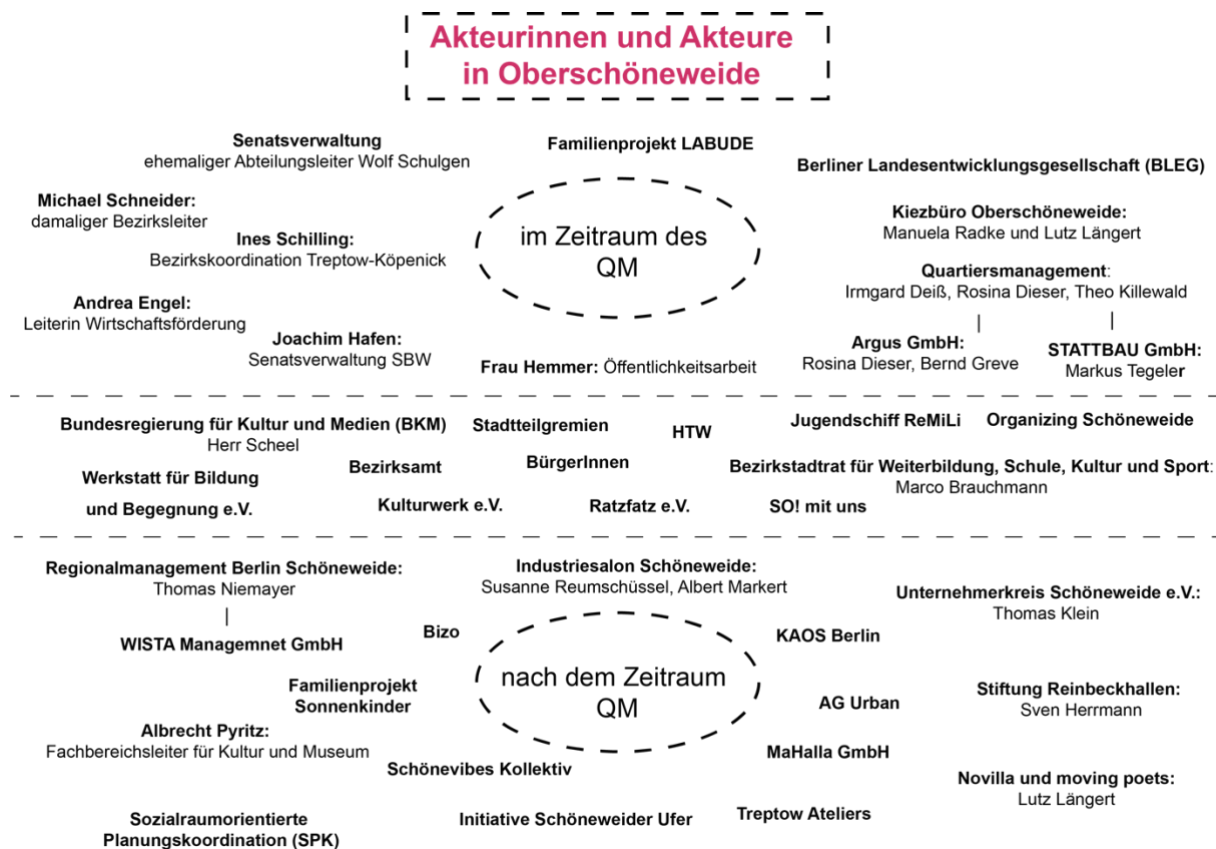 Akteurinnen und Akteure
in Oberschöneweide
Senatsverwaltung
ehemaliger Abteilungsleiter Wolf Schulgen
Familienprojekt LABUDE
Berliner Landesentwicklungsgesellschaft (BLEG)
Michael Schneider:
damaliger Bezirksleiter
Ines Schilling:
Bezirkskoordination Treptow-Köpenick
im Zeitraum des
QM
Kiezbüro Oberschöneweide:
Manuela Radke und Lutz Längert
Quartiersmanagement:
Irmgard Deiß, Rosina Dieser, Theo Killewald
Andrea Engel:
Leiterin Wirtschaftsförderung
Joachim Hafen:
Senatsverwaltung SBW
Frau Hemmer: Öffentlichkeitsarbeit
Argus GmbH:
Rosina Dieser, Bernd Greve
STATTBAU GmbH:
Markus Tegeler
Bundesregierung für Kultur und Medien (BKM)
Herr Scheel
Stadtteilgremien
HTW
Jugendschiff ReMiLi
Organizing Schöneweide
Werkstatt für Bildung
und Begegnung e.V.
Bezirksamt
BürgerInnen
Bezirkstadtrat für Weiterbildung, Schule, Kultur und Sport:
Marco Brauchmann
Kulturwerk e.V.
Ratzfatz e.V.
SO! mit uns
Regionalmanagement Berlin Schöneweide:
Thomas Niemayer
WISTA Managemnet GmbH
Industriesalon Schöneweide:
Susanne Reumschüssel, Albert Markert
Unternehmerkreis Schöneweide e.V.:
Thomas Klein
Bizo
KAOS Berlin
nach dem Zeitraum
QM
Familienprojekt
Sonnenkinder
AG Urban
Stiftung Reinbeckhallen:
Sven Herrmann
Albrecht Pyritz:
Fachbereichsleiter für Kultur und Museum
MaHalla GmbH
Schönevibes Kollektiv
Novilla und moving poets:
Lutz Längert
Sozialraumorientierte
Planungskoordination (SPK)
Initiative Schöneweider Ufer
Treptow Ateliers